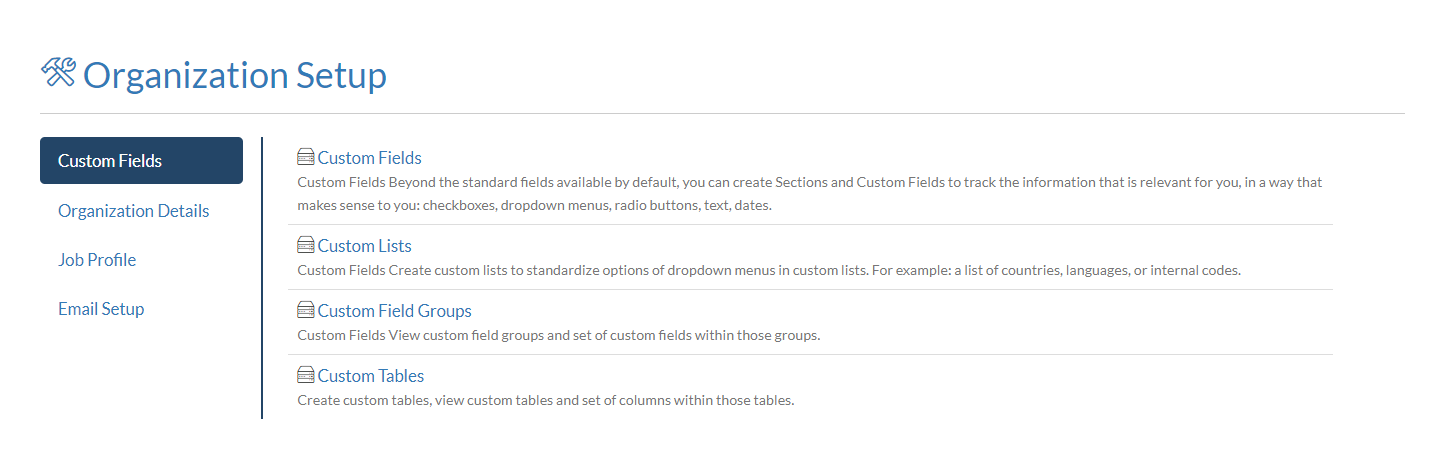 Organization Setup
Custom Fields
Organization Details
Job Profile
Email Setup
Custom Fields
Custom Fields Beyond the standard fields available by default, you can create Sections and Custom Fields to track the information that is relevant for you, in a way that
makes sense to you: checkboxes, dropdown menus, radio buttons, text, dates.
Custom Lists
Custom Fields Create custom lists to standardize options of dropdown menus in custom lists. For example: a list of countries, languages, or internal codes.
Custom Field Groups
Custom Fields View custom field groups and set of custom fields within those groups.
Custom Tables
Create custom tables, view custom tables and set of columns within those tables.